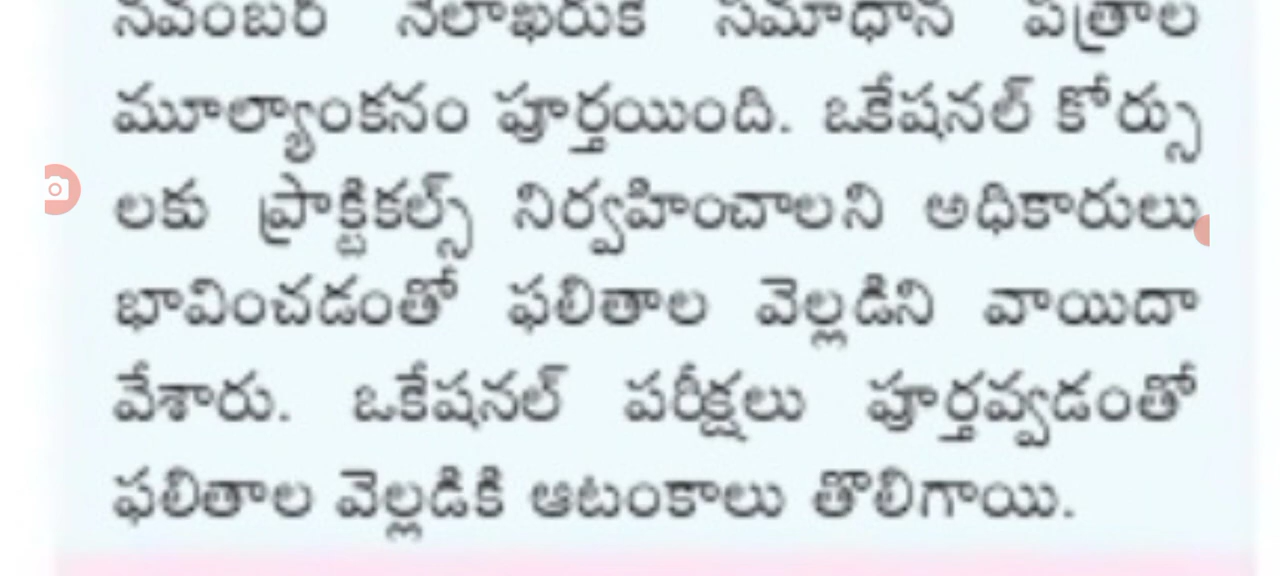 నవంబర్ నెలాఖరుకే సమాధాన పత్రాల
మూల్యాంకనం పూర్తయింది. ఒకేషనల్ కోర్సు
లకు ప్రాక్టికల్స్ నిర్వహించాలని అధికారులు
భావించడంతో ఫలితాల వెల్లడిని వాయిదా
వేశారు. ఒకేషనల్ పరీక్షలు పూర్తవ్వడంతో
ఫలితాల వెల్లడికి ఆటంకాలు తొలిగాయి.